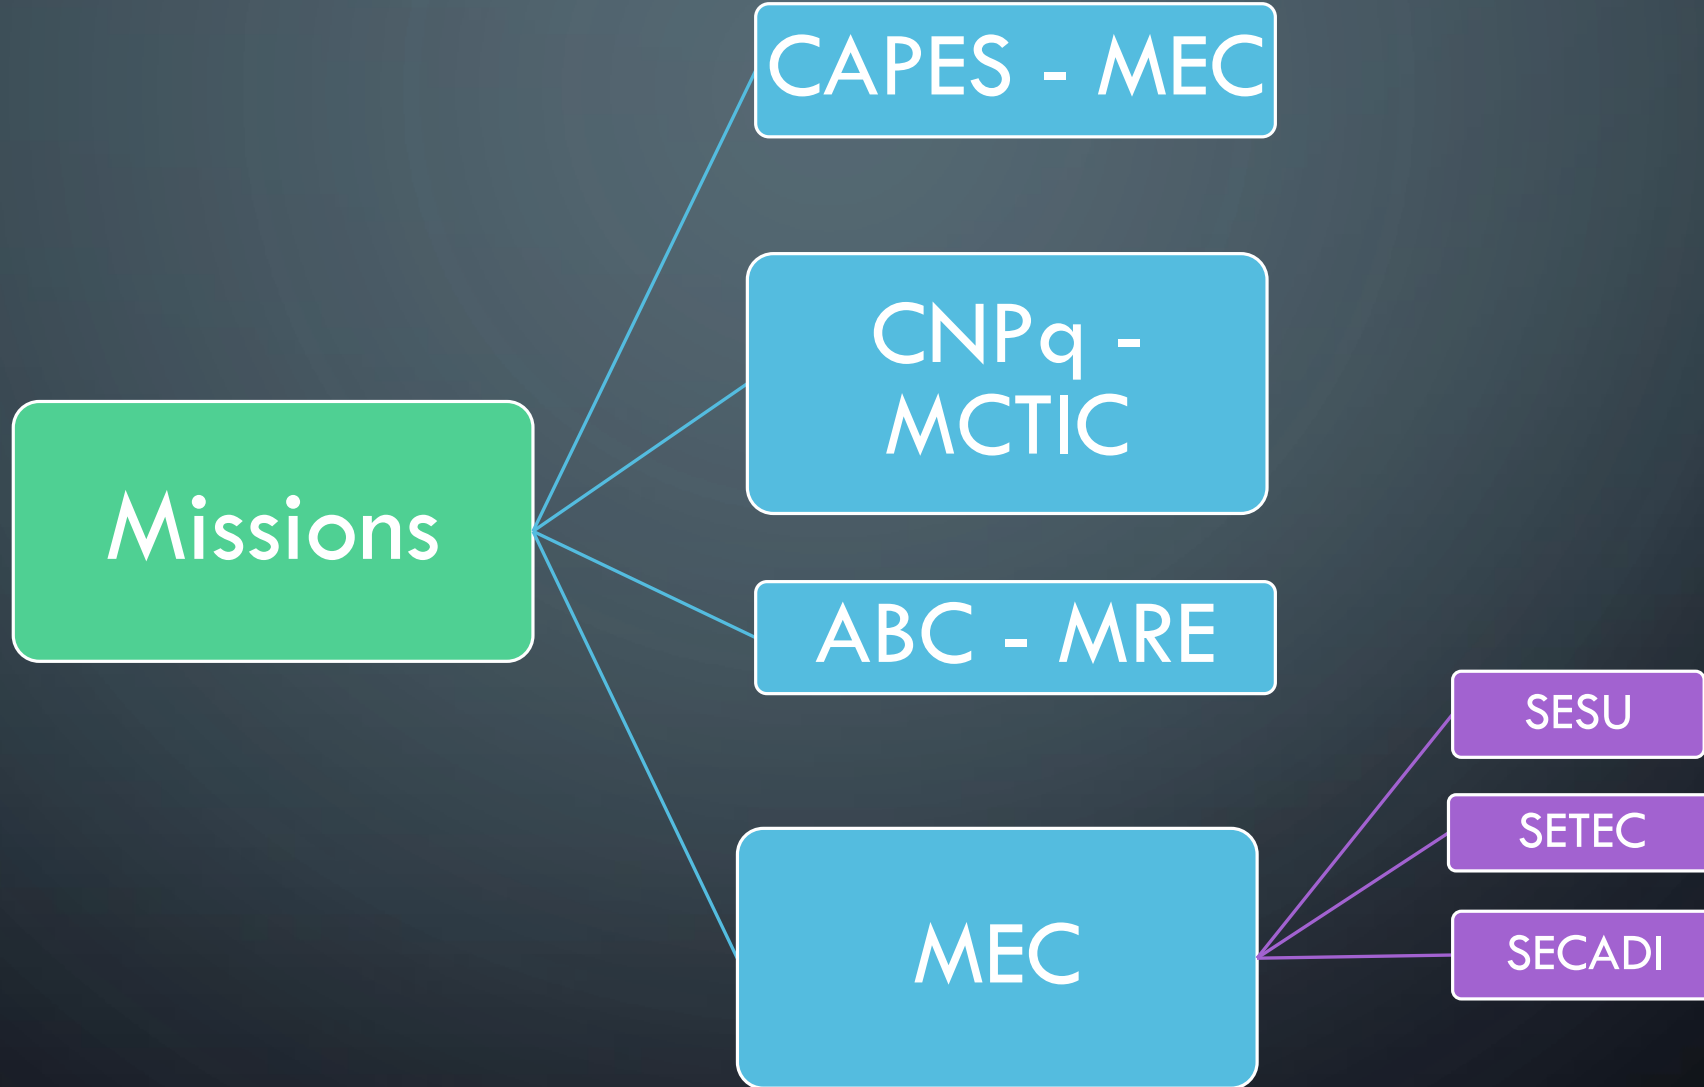 Missions
CAPES - MEC
CNPq -
MCTIC
ABC - MRE
MEC
SESU
SETEC
SECADI